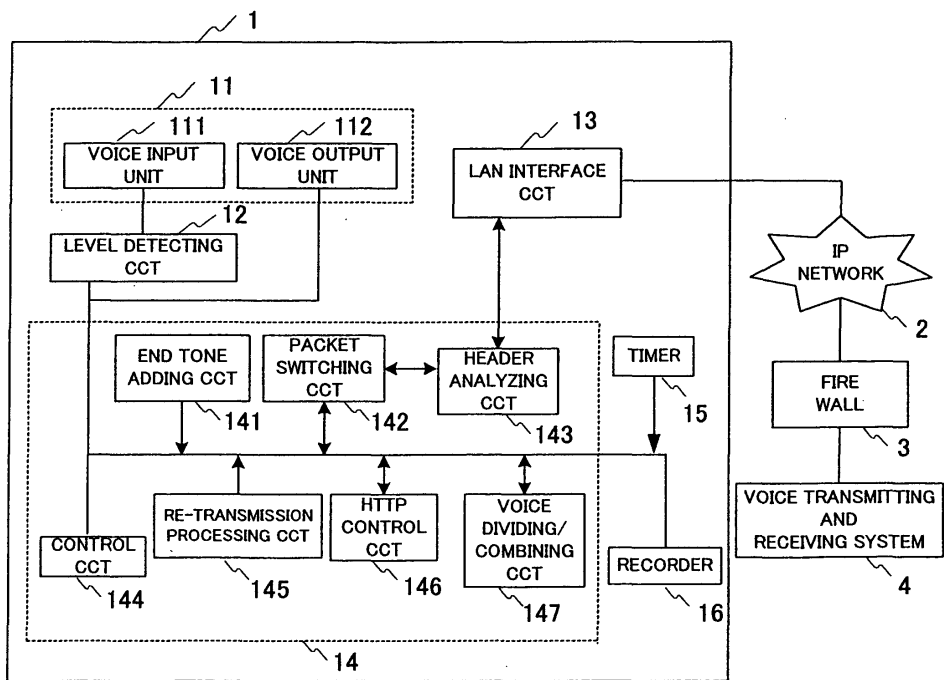 1
11
111
112
VOICE INPUT
UNIT
VOICE OUTPUT
UNIT
12
LEVEL DETECTING
CCT
13
LAN INTERFACE
CCT
IP
NETWORK
2
END TONE
ADDING CCT
141
PACKET
SWITCHING
CCT
142
HEADER
ANALYZING
CCT
143
TIMER
15
FIRE
WALL
3
CONTROL
CCT
144
RE-TRANSMISSION
PROCESSING CCT
145
HTTP
CONTROL
CCT
146
VOICE
DIVIDING/
COMBINING
CCT
147
RECORDER
16
VOICE TRANSMITTING
AND
RECEIVING SYSTEM
4
14